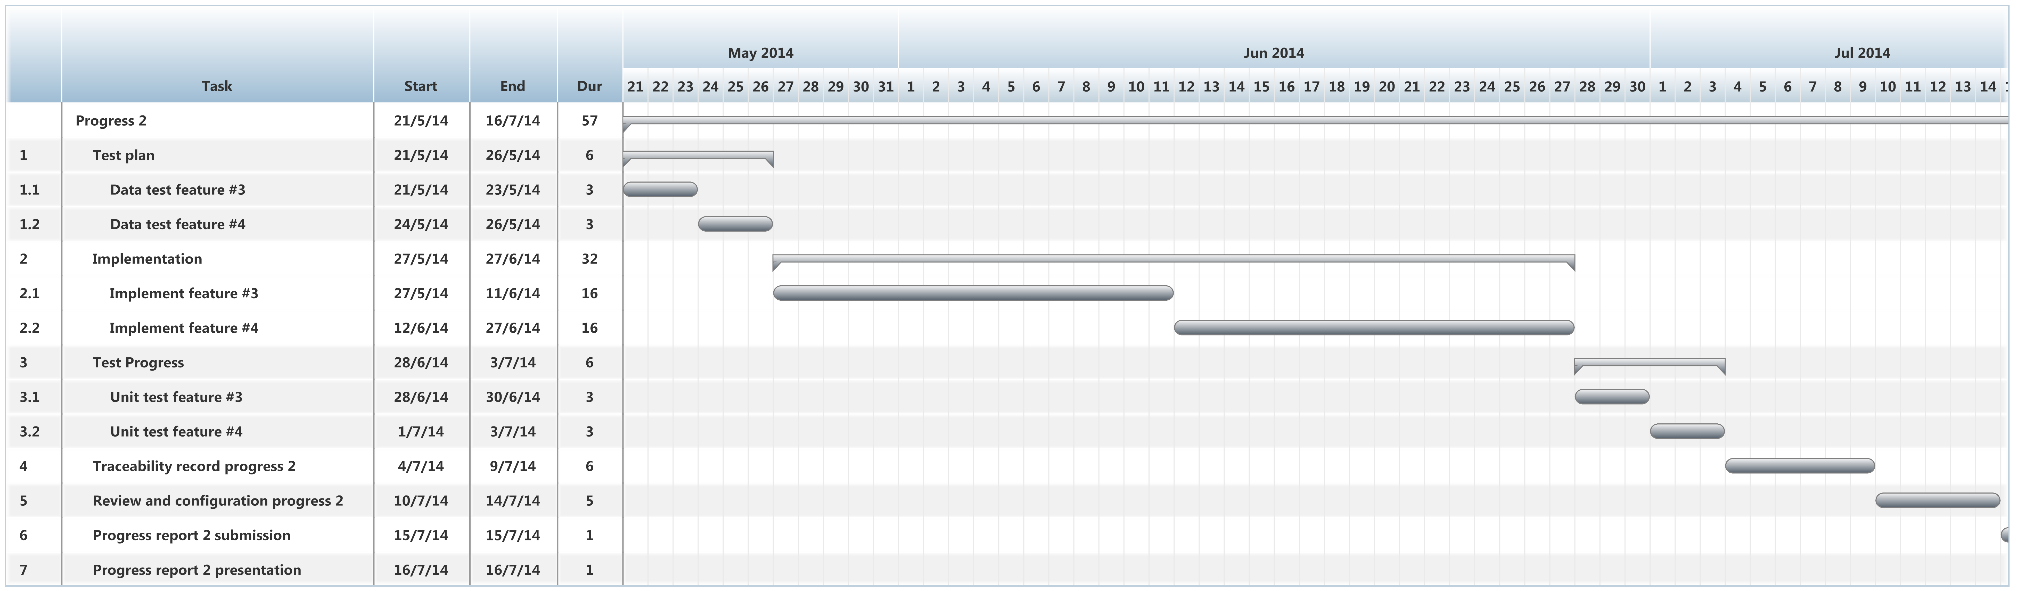 May 2014 Jun 2014 Jul 2014
Task Start End Dur 21 22 23 24 25 26 27 28 29 30 31 1 2 3 4 5 6 7 8 9 10 11 12 13 14 15 16 17 18 19 20 21 22 23 24 25 26 27 28 29 30 1 2 3 4 5 6 7 8 9 10 11 12 13 14
Progress 2 21/5/14 16/7/14 57
1 Test plan 21/5/14 26/5/14 6
1.1 Data test feature #3 21/5/14 23/5/14 3
1.2 Data test feature #4 24/5/14 26/5/14 3
2 Implementation 27/5/14 27/6/14 32
2.1 Implement feature #3 27/5/14 11/6/14 16
2.2 Implement feature #4 12/6/14 27/6/14 16
3 Test Progress 28/6/14 3/7/14 6
3.1 Unit test feature #3 28/6/14 30/6/14 3
3.2 Unit test feature #4 1/7/14 3/7/14 3
4 Traceability record progress 2 4/7/14 9/7/14 6
5 Review and configuration progress 2 10/7/14 14/7/14 5
6 Progress report 2 submission 15/7/14 15/7/14 1
7 Progress report 2 presentation 16/7/14 16/7/14 1